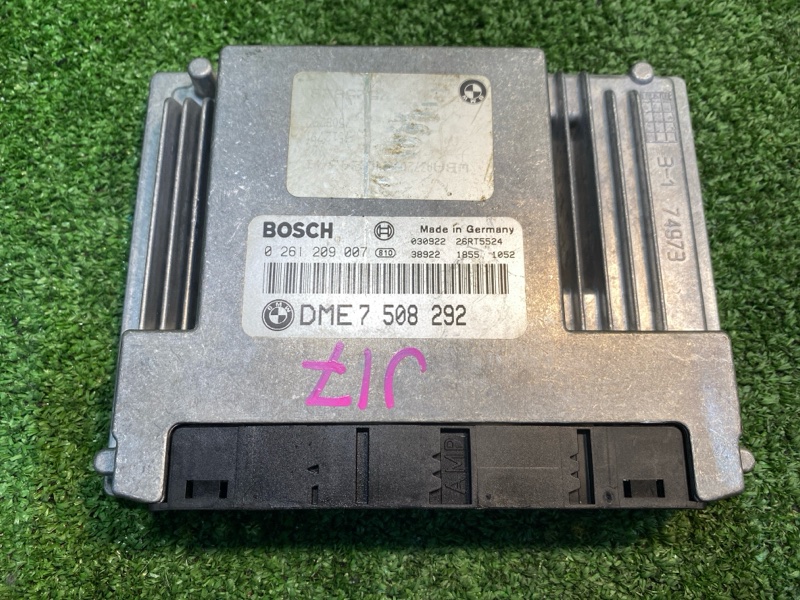 BOSCH Made in Germany
030922 26RT5524
0 261 209 007 810 38922 1855 1052
DME 7 508 292
J17
3-1 74973
AMP